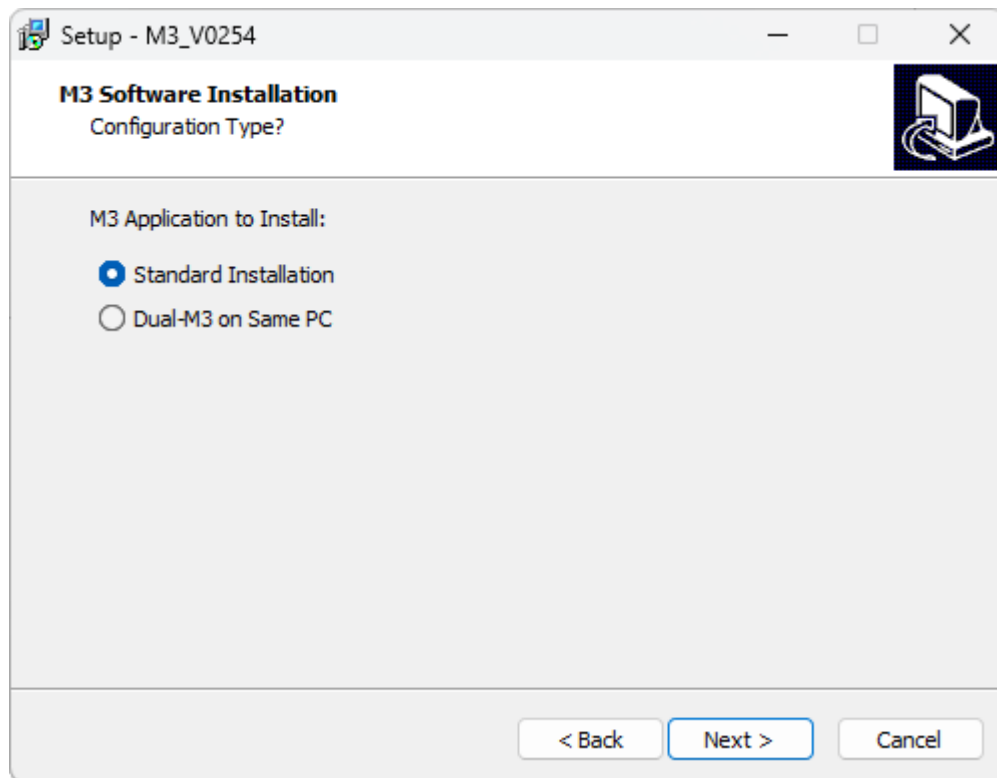 Setup - M3_V0254
M3 Software Installation
Configuration Type?
M3 Application to Install:
Standard Installation
Dual-M3 on Same PC
< Back
Next >
Cancel